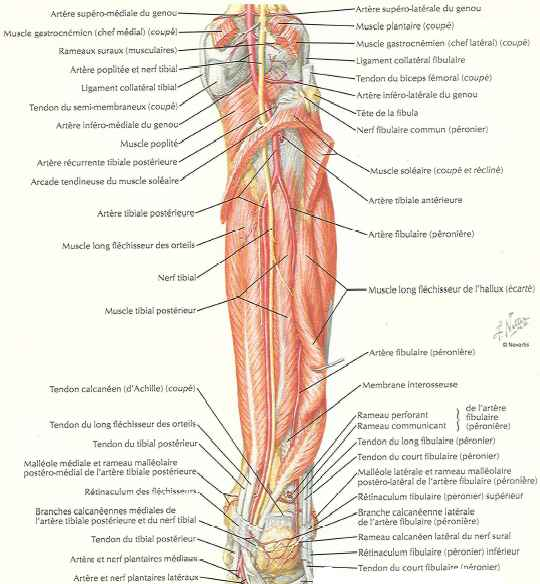 Artère supéro-médiale du genou
Muscle gastrocnémien (chef médial) (coupé)
Rameaux suraux (musculaires)
Artère poplitée et nerf tibial
Ligament collatéral tibial
Tendon du semi-membraneux (coupé)
Artère inféro-médiale du genou
Muscle poplité
Artère récurrente tibiale postérieure
Arcade tendineuse du muscle soléaire
Artère tibiale postérieure
Muscle long fléchisseur des orteils
Nerf tibial
Muscle tibial postérieur
Tendon calcanéen (d'Achille) (coupé)
Tendon du long fléchisseur des orteils
Tendon du tibial postérieur
Malléole médiale et rameau malléolaire
postéro-médial de l'artère tibiale postérieure
Rétinaculum des fléchisseurs
Branches calcanéennes médiales de
l'artère tibiale postérieure et du nerf tibial
Tendon du tibial postérieur
Artère et nerf plantaires médiaux
Artère et nerf plantaires latéraux
Artère supéro-latérale du genou
Muscle plantaire (coupé)
Muscle gastrocnémien (chef latéral) (coupé)
Ligament collatéral fibulaire
Tendon du biceps fémoral (coupé)
Artère inféro-latérale du genou
Tête de la fibula
Nerf fibulaire commun (péronier)
Muscle soléaire (coupé et récliné)
Artère tibiale antérieure
Artère fibulaire (péronière)
Muscle long fléchisseur de l'hallux (écarté)
F. Netter
© Novartis
Artère fibulaire (péronière)
Membrane interosseuse
Rameau perforant
Rameau communicant
de l'artère
fibulaire
(péronière)
Tendon du long fibulaire (péronier)
Tendon du court fibulaire (péronier)
Malléole latérale et rameau malléolaire
postéro-latéral de l'artère fibulaire (péronière)
Rétinaculum fibulaire (péronier) supérieur
Branche calcanéenne latérale
de l'artère fibulaire (péronière)
Rameau calcanéen latéral du nerf sural
Rétinaculum fibulaire (péronier) inférieur
Tendon du court fibulaire (péronier)